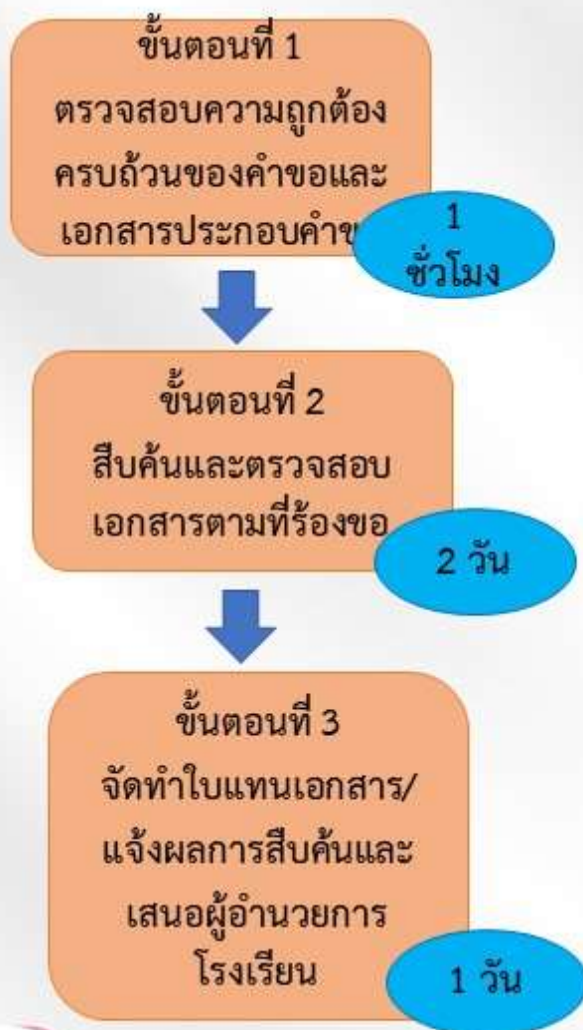 ขั้นตอนที่ 1
ตรวจสอบความถูกต้อง
ครบถ้วนของคำขอและ
เอกสารประกอบคำข
1
ชั่วโมง
ขั้นตอนที่ 2
สืบค้นและตรวจสอบ
เอกสารตามที่ร้องขอ
2 วัน
ขั้นตอนที่ 3
จัดทำใบแทนเอกสาร/
แจ้งผลการสืบค้นและ
เสนอผู้อำนวยการ
โรงเรียน
1 วัน